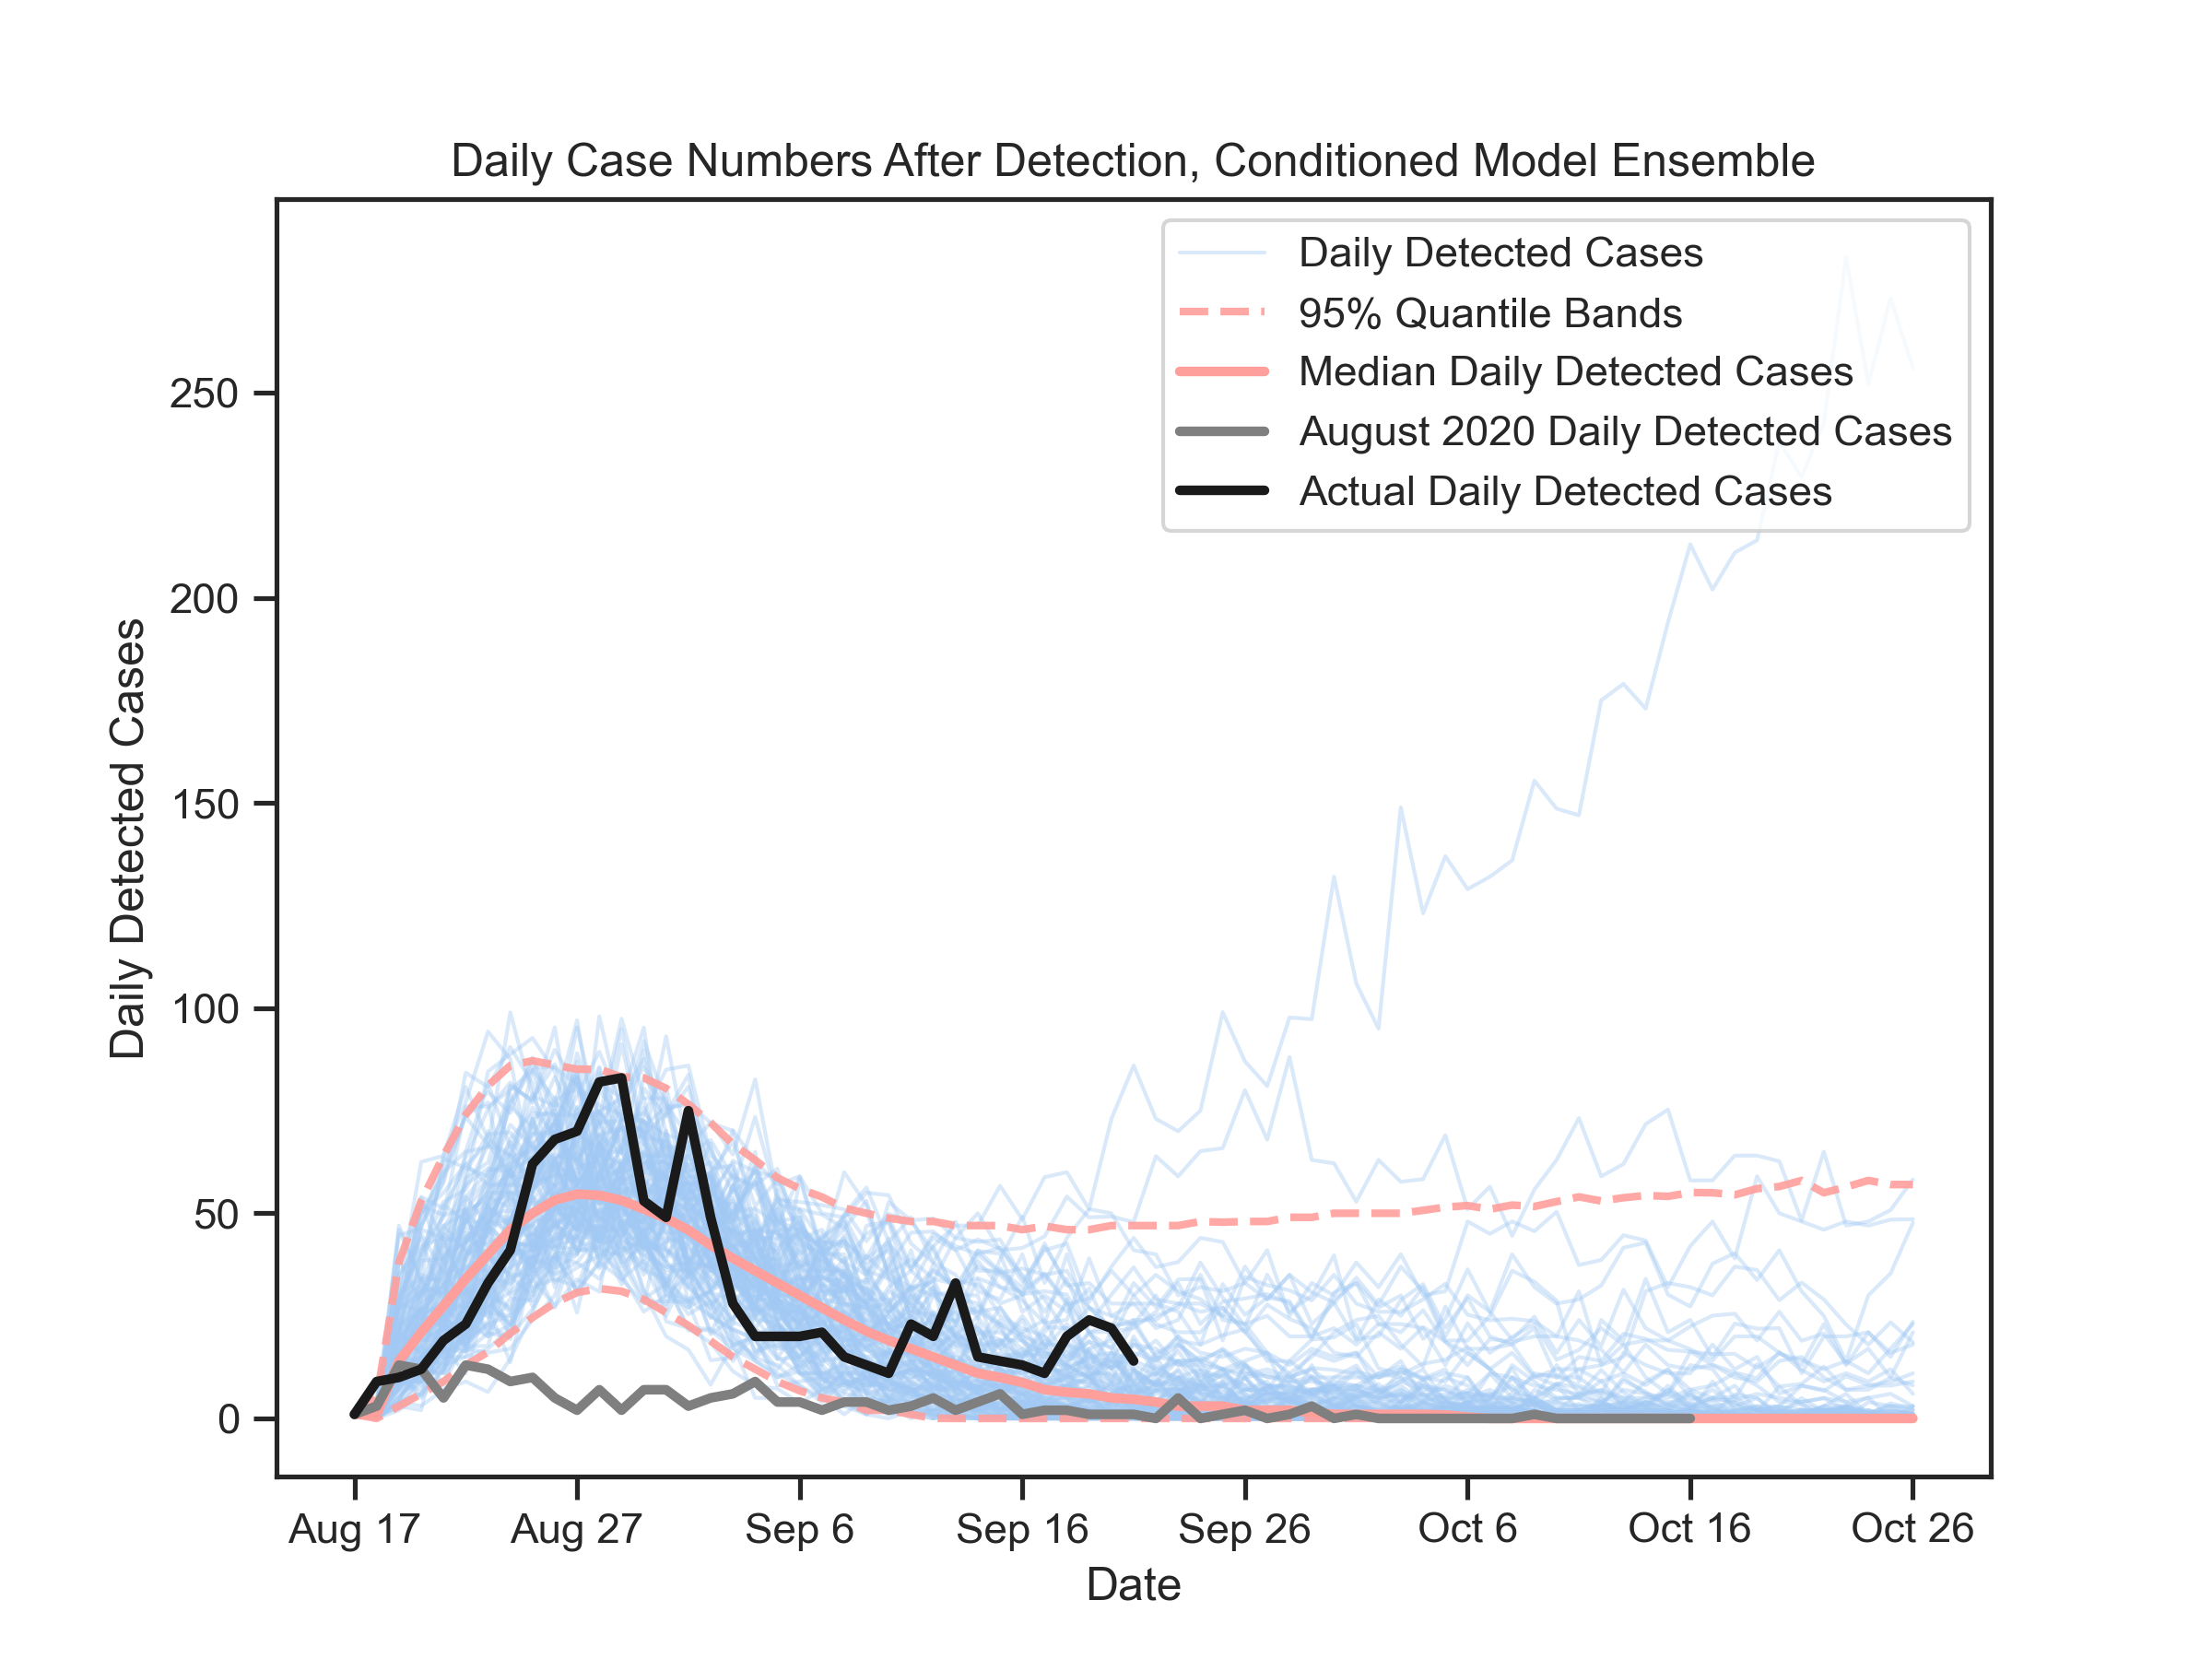 Daily Case Numbers After Detection, Conditioned Model Ensemble
Daily Detected Cases
95% Quantile Bands
Median Daily Detected Cases
August 2020 Daily Detected Cases
Actual Daily Detected Cases
Daily Detected Cases
250
200
150
100
50
0
Aug 17 Aug 27 Sep 6 Sep 16 Sep 26 Oct 6 Oct 16 Oct 26
Date